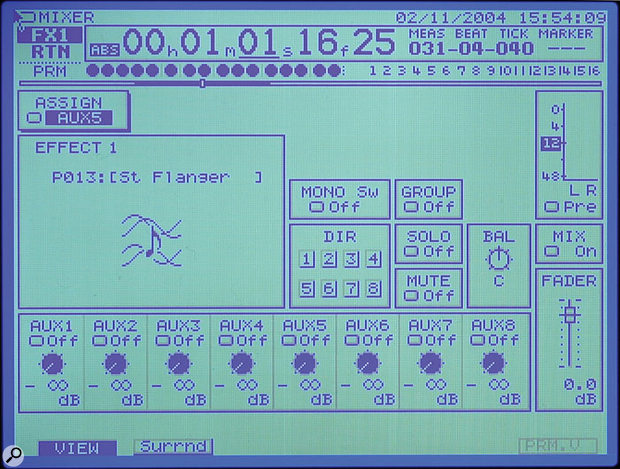 MIXER 02/11/2004 15:54:09
FX1
RTN
PRM
ABS 00h 01m 01s 16f 25
MEAS BEAT TICK MARKER
031-04-040 ---
1 2 3 4 5 6 7 8 9 10 11 12 13 14 15 16
ASSIGN
AUX5
EFFECT 1
P013:[St Flanger ]
MONO Sw
Off
GROUP
Off
DIR
1 2 3 4
5 6 7 8
SOLO
Off
MUTE
Off
BAL
C
0
4
12
48
L R
Pre
MIX
On
FADER
0.0
dB
AUX1 AUX2 AUX3 AUX4 AUX5 AUX6 AUX7 AUX8
Off Off Off Off Off Off Off Off
-∞ -∞ -∞ -∞ -∞ -∞ -∞ -∞
dB dB dB dB dB dB dB dB
VIEW Surrnd PRM.V